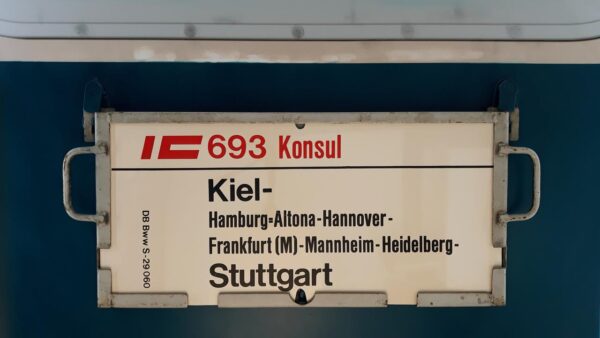 IC 693 Konsul
Kiel-
Hamburg-Altona-Hannover-
Frankfurt (M)-Mannheim-Heidelberg-
Stuttgart
DB Bww S-29 060